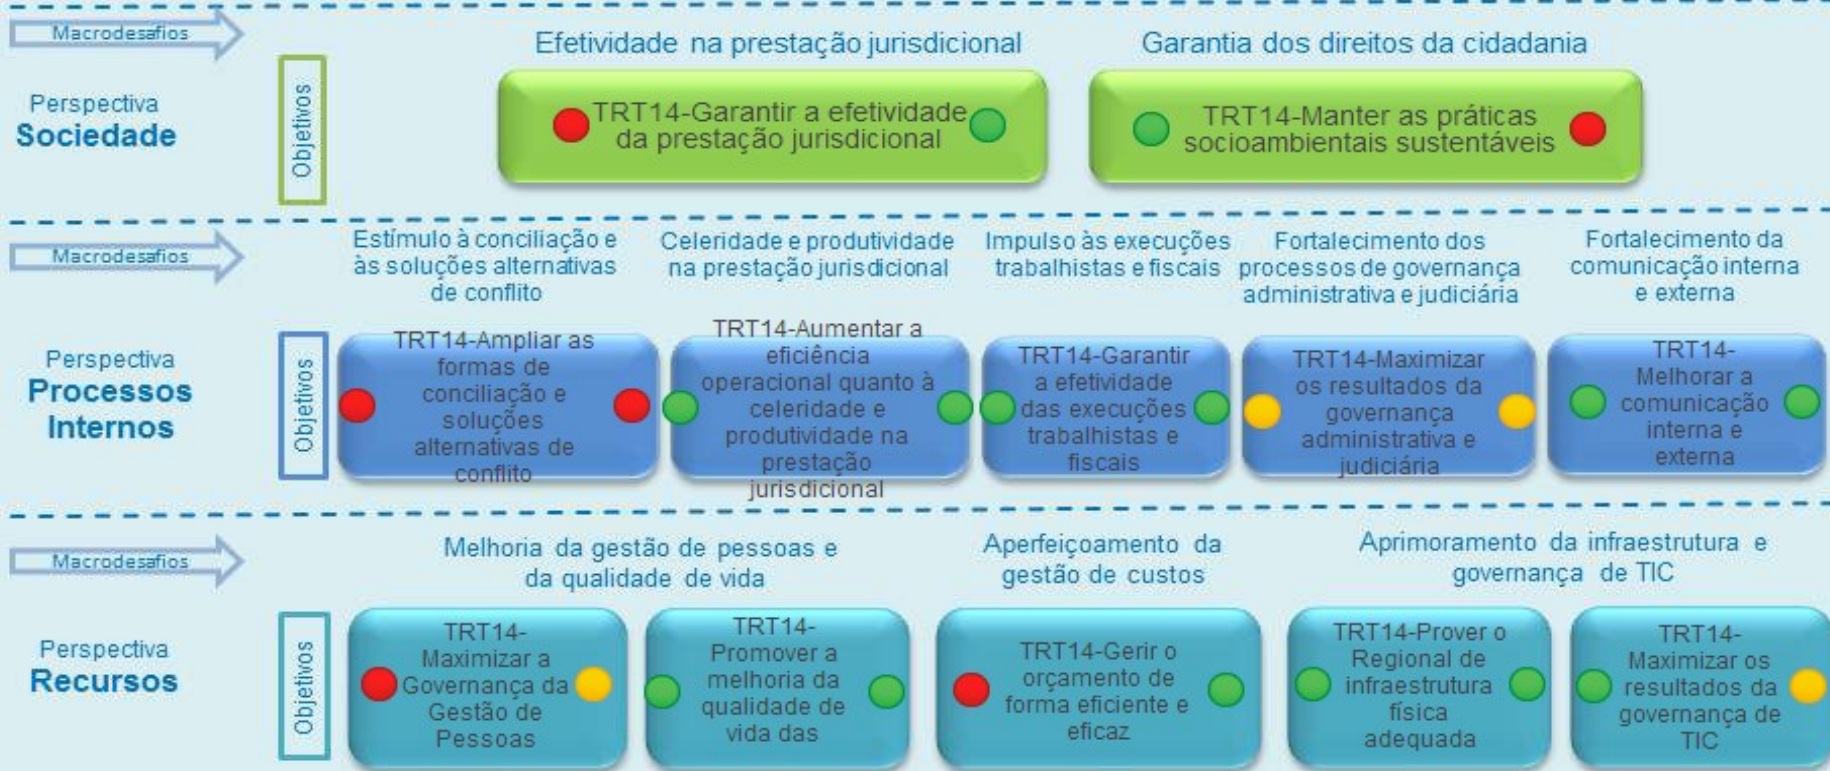 Macrodesafios
Efetividade na prestação jurisdicional
Garantia dos direitos da cidadania
Perspectiva
Sociedade
Objetivos
TRT14-Garantir a efetividade
da prestação jurisdicional
TRT14-Manter as práticas
socioambientais sustentáveis
Macrodesafios
Estímulo à conciliação e
às soluções alternativas
de conflito
Celeridade e produtividade
na prestação jurisdicional
Impulso às execuções
trabalhistas e fiscais
Fortalecimento dos
processos de governança
administrativa e judiciária
Fortalecimento da
comunicação interna
e externa
Perspectiva
Processos
Internos
Objetivos
TRT14-Ampliar as
formas de
conciliação e
soluções
alternativas de
conflito
TRT14-Aumentar a
eficiência
operacional quanto à
celeridade e
produtividade na
prestação
jurisdicional
TRT14-Garantir
a efetividade
das execuções
trabalhistas e
fiscais
TRT14-Maximizar
os resultados da
governança
administrativa e
judiciária
TRT14-
Melhorar a
comunicação
interna e
externa
Macrodesafios
Melhoria da gestão de pessoas e
da qualidade de vida
Aperfeiçoamento da
gestão de custos
Aprimoramento da infraestrutura e
governança de TIC
Perspectiva
Recursos
Objetivos
TRT14-
Maximizar a
Governança da
Gestão de
Pessoas
TRT14-
Promover a
melhoria da
qualidade de
vida das
TRT14-Gerir o
orçamento de
forma eficiente e
eficaz
TRT14-Prover o
Regional de
infraestrutura
física
adequada
TRT14-
Maximizar os
resultados da
governança de
TIC